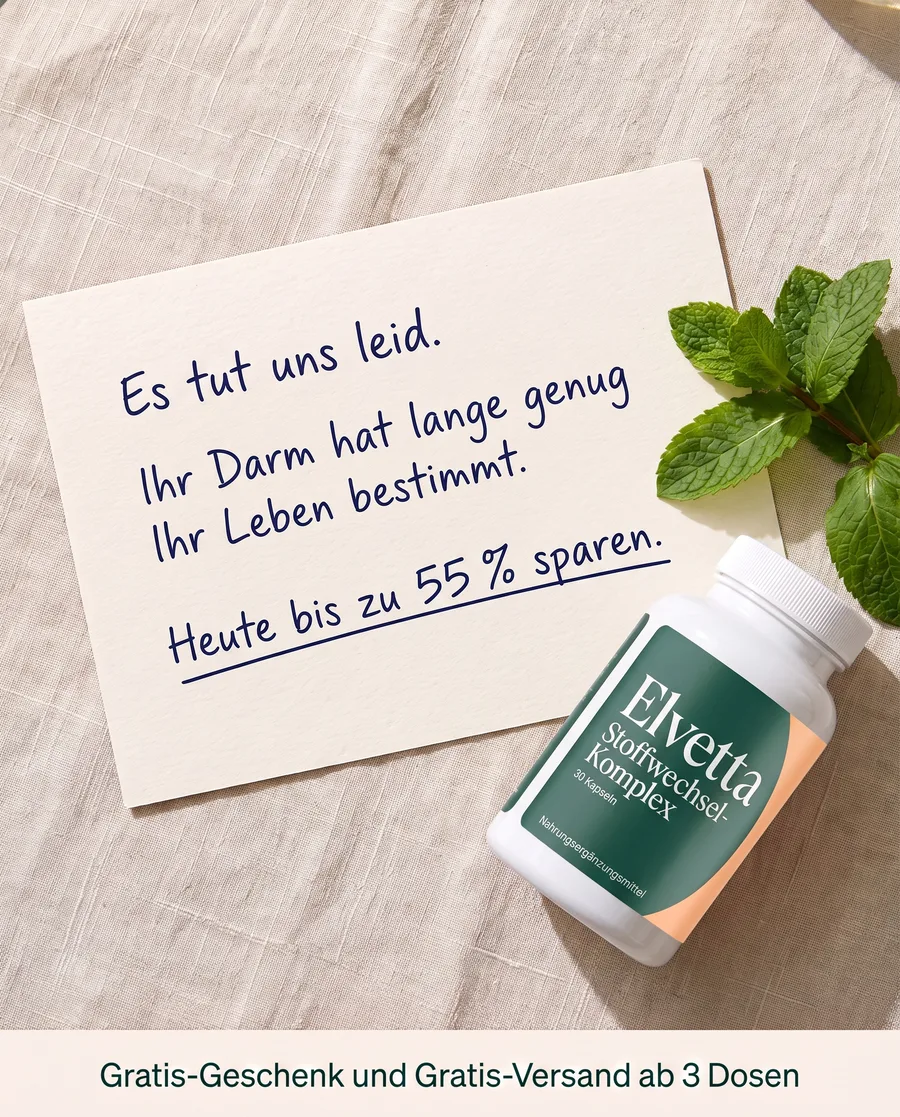 Es tut uns leid.
Ihr Darm hat lange genug
Ihr Leben bestimmt.
Heute bis zu 55 % sparen.
Elvetta
Stoffwechsel-
Komplex
30 Kapseln
Nahrungsergänzungsmittel
Gratis-Geschenk und Gratis-Versand ab 3 Dosen